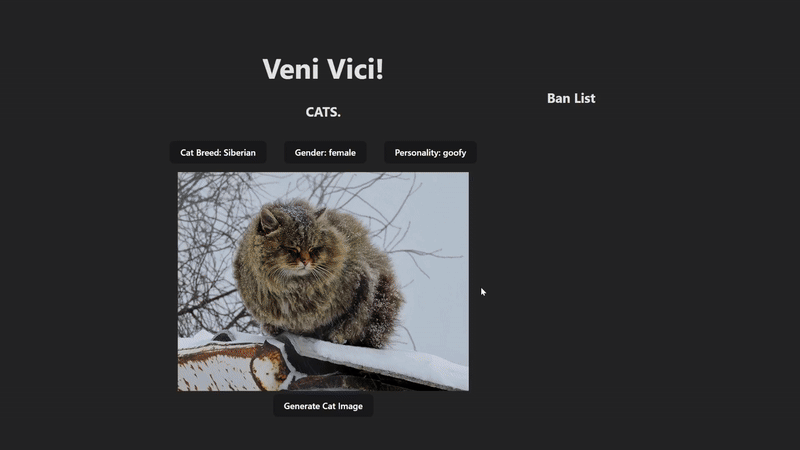 Veni Vici!
CATS.
Ban List
Cat Breed: Siberian
Gender: female
Personality: goofy
Generate Cat Image